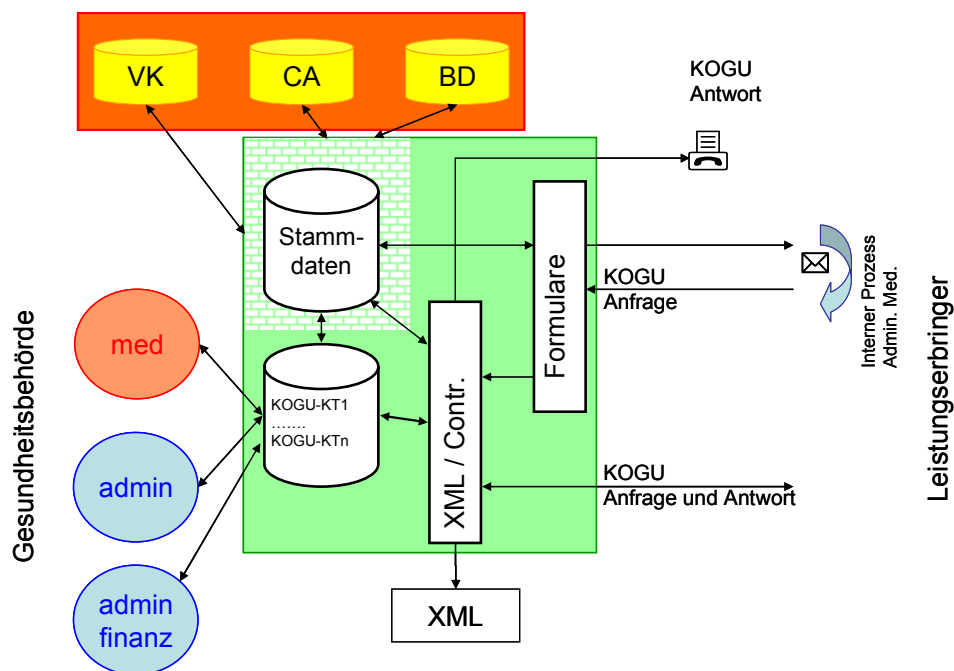 VK
CA
BD
KOGU
Antwort
Stamm-
daten
Formulare
KOGU
Anfrage
Interner Prozess
Admin. Med.
Gesundheitsbehörde
Leistungserbringer
med
admin
admin
finanz
KOGU-KT1
.......
KOGU-KTn
XML / Contr.
KOGU
Anfrage und Antwort
XML